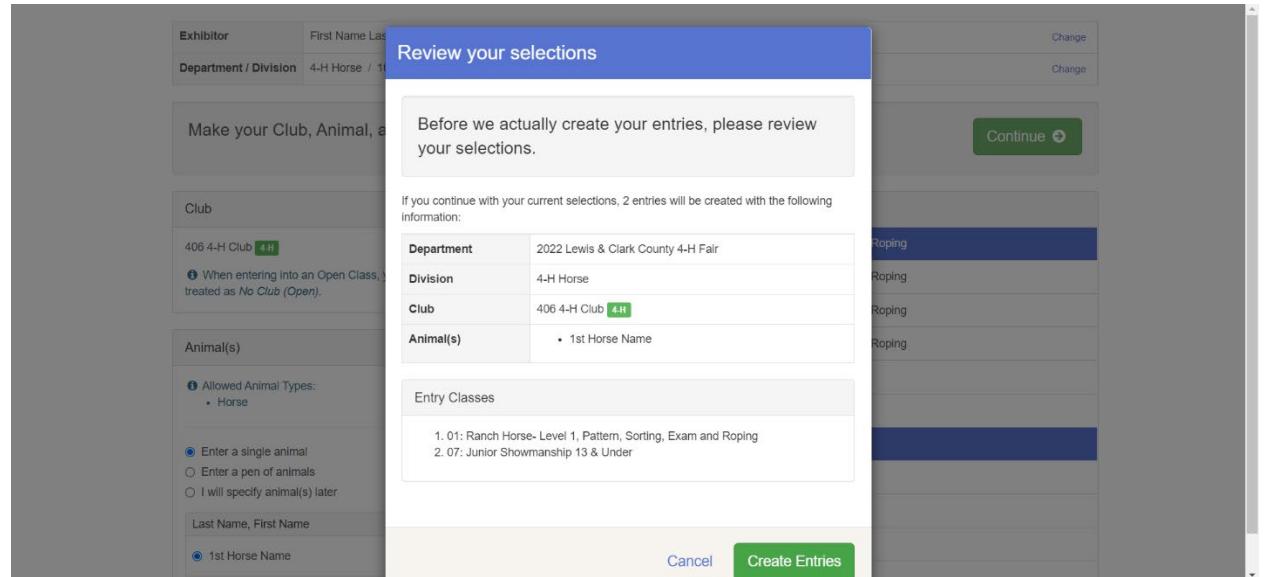 Exhibitor First Name Las
Change
Department / Division 4-H Horse / 1
Change
Make your Club, Animal, a
Continue
Club
406 4-H Club 4-H
When entering into an Open Class, y
treated as No Club (Open).
Animal(s)
Allowed Animal Types:
• Horse
Enter a single animal
Enter a pen of animals
I will specify animal(s) later
Last Name, First Name
1st Horse Name
Review your selections
Before we actually create your entries, please review
your selections.
If you continue with your current selections, 2 entries will be created with the following
information:
Department 2022 Lewis & Clark County 4-H Fair
Division 4-H Horse
Club 406 4-H Club 4-H
Animal(s) • 1st Horse Name
Entry Classes
1. 01: Ranch Horse- Level 1, Pattern, Sorting, Exam and Roping
2. 07: Junior Showmanship 13 & Under
Cancel Create Entries
Roping
Roping
Roping
Roping